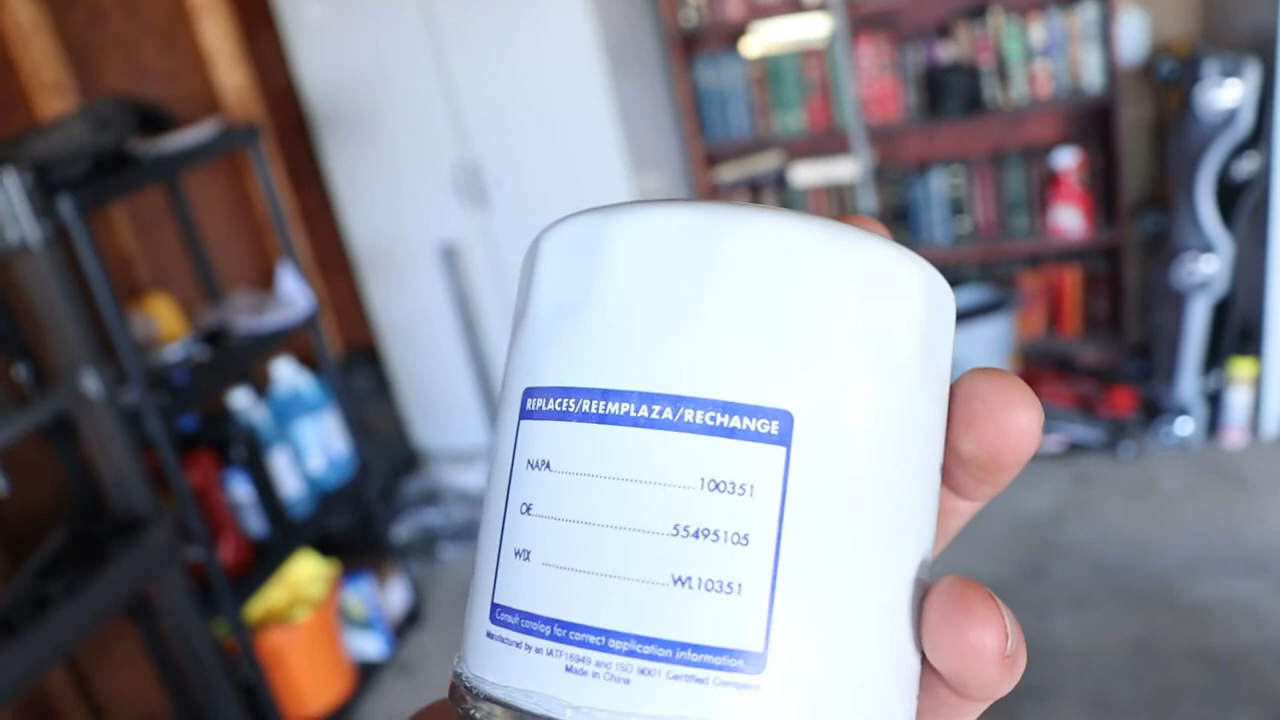 REPLACES/REEMPLAZA/RECHANGE
NAPA..............................100351
OE..............................55495105
WIX ..........................WL10351
Consult catalog for correct application information.
Manufactured by an IATF16949 and ISO 9001 Certified Company
Made in China